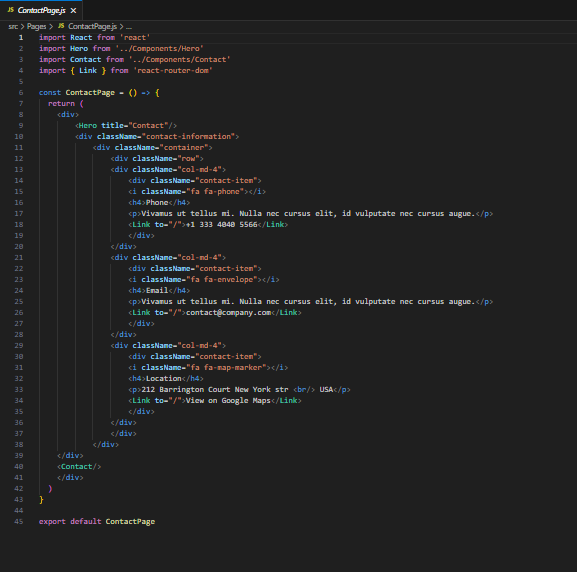 JS ContactPage.js ×
src > Pages > JS ContactPage.js > ...
1 import React from 'react'
2 import Hero from '../Components/Hero'
3 import Contact from '../Components/Contact'
4 import { Link } from 'react-router-dom'
5
6 const ContactPage = () => {
7 return (
8 <div>
9 <Hero title="Contact"/>
10 <div className="contact-information">
11 <div className="container">
12 <div className="row">
13 <div className="col-md-4">
14 <div className="contact-item">
15 <i className="fa fa-phone"></i>
16 <h4>Phone</h4>
17 <p>Vivamus ut tellus mi. Nulla nec cursus elit, id vulputate nec cursus augue.</p>
18 <Link to="/">+1 333 4040 5566</Link>
19 </div>
20 </div>
21 <div className="col-md-4">
22 <div className="contact-item">
23 <i className="fa fa-envelope"></i>
24 <h4>Email</h4>
25 <p>Vivamus ut tellus mi. Nulla nec cursus elit, id vulputate nec cursus augue.</p>
26 <Link to="/">contact@company.com</Link>
27 </div>
28 </div>
29 <div className="col-md-4">
30 <div className="contact-item">
31 <i className="fa fa-map-marker"></i>
32 <h4>Location</h4>
33 <p>212 Barrington Court New York str <br/> USA</p>
34 <Link to="/">View on Google Maps</Link>
35 </div>
36 </div>
37 </div>
38 </div>
39 </div>
40 <Contact/>
41 </div>
42 )
43 }
44
45 export default ContactPage